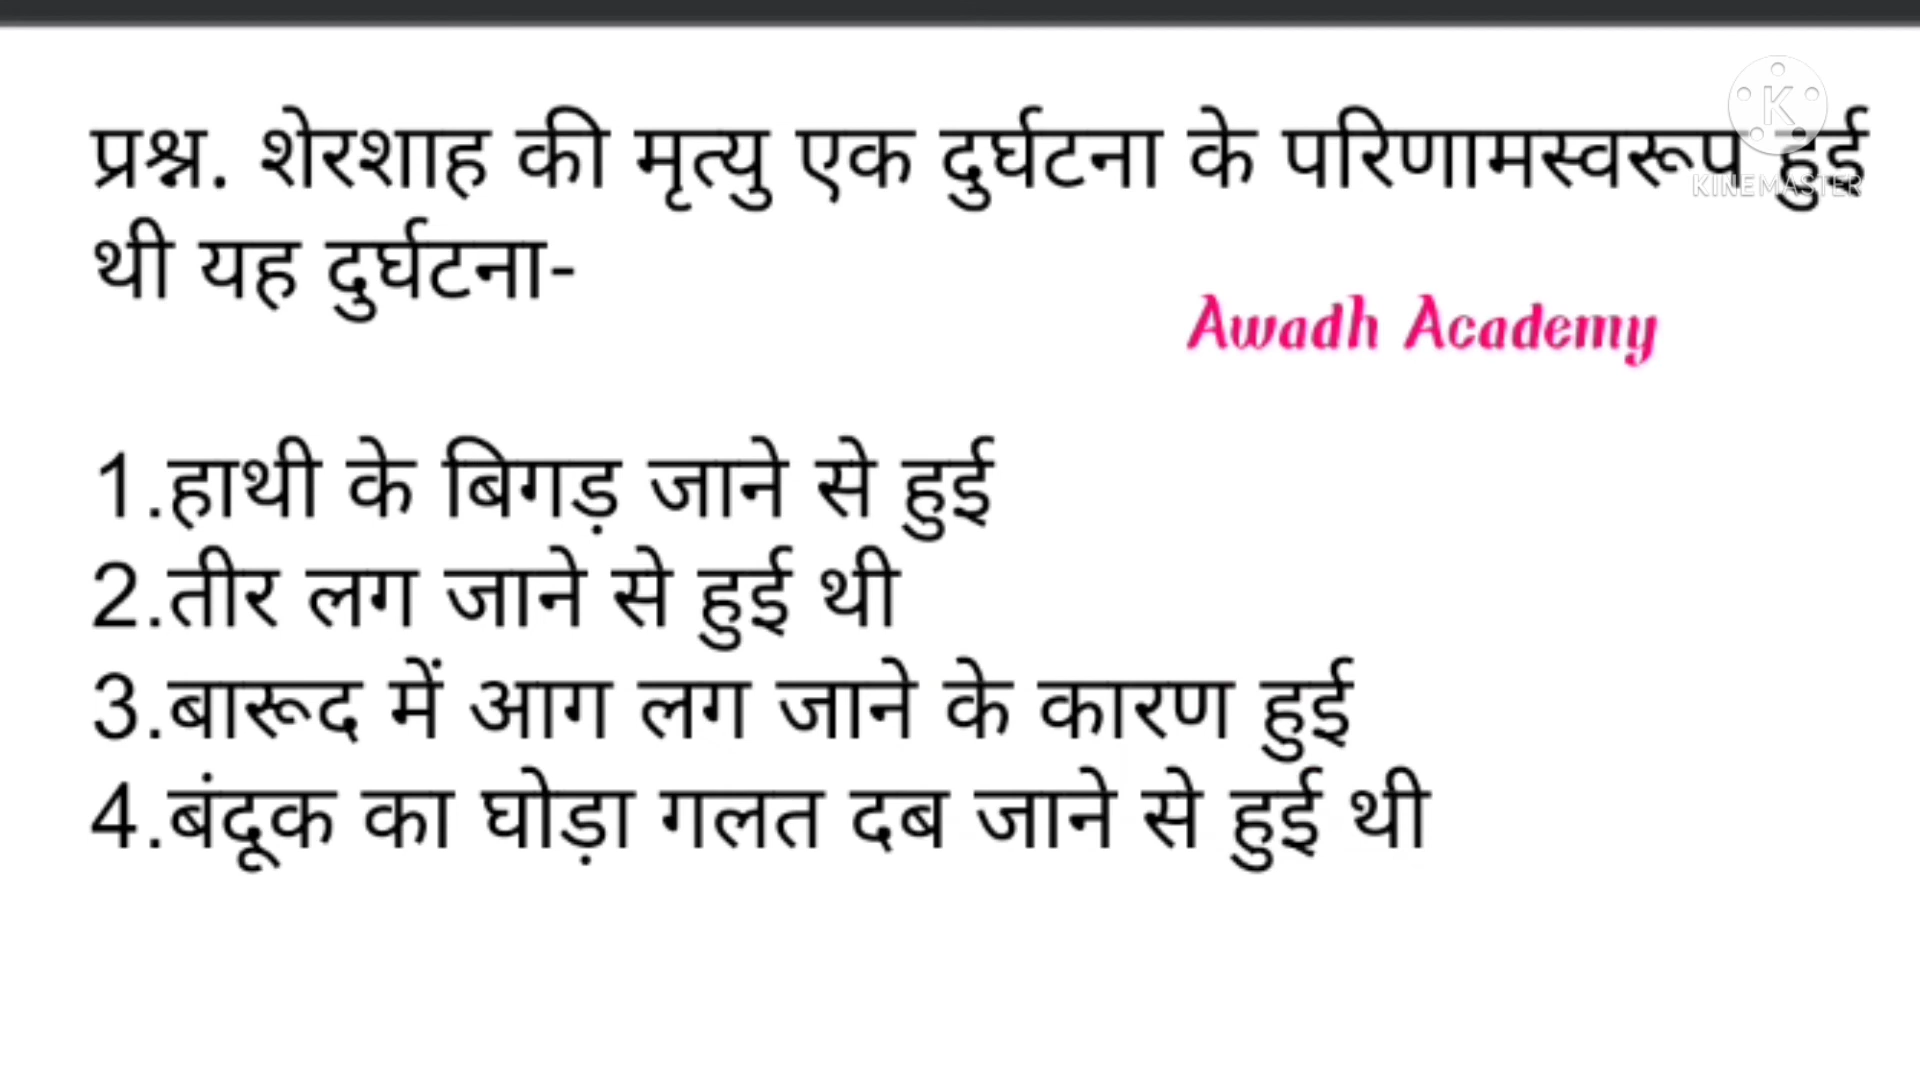 प्रश्न. शेरशाह की मृत्यु एक दुर्घटना के परिणामस्वरूप हुई
थी यह दुर्घटना-
Awadh Academy
1.हाथी के बिगड़ जाने से हुई
2.तीर लग जाने से हुई थी
3.बारूद में आग लग जाने के कारण हुई
4.बंदूक का घोड़ा गलत दब जाने से हुई थी
K
KINEMASTER